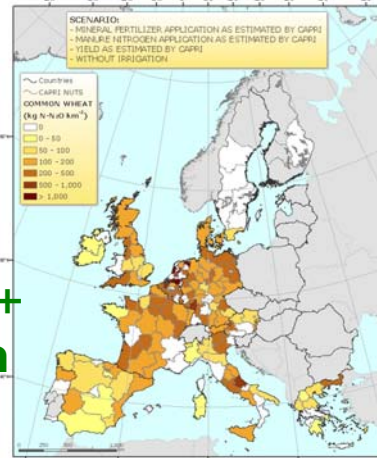 SCENARIO:
- MINERAL FERTILIZER APPLICATION AS ESTIMATED BY CAPRI
- MANURE NITROGEN APPLICATION AS ESTIMATED BY CAPRI
- YIELD AS ESTIMATED BY CAPRI
- WITHOUT IRRIGATION
Countries
CAPRI NUTS
COMMON WHEAT
(kg N-N2O km-2)
0
0 - 50
50 - 100
100 - 200
200 - 500
500 - 1,000
> 1,000
+